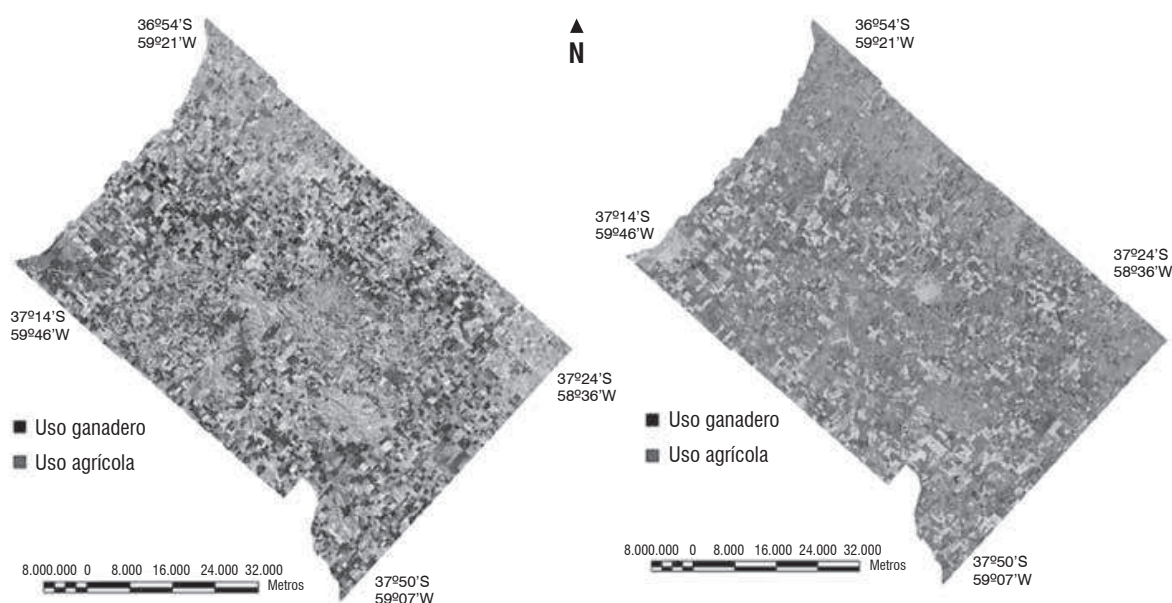 36º54'S
59º21'W
N
36º54'S
59º21'W
37º14'S
59º46'W
37º24'S
58º36'W
37º14'S
59º46'W
37º24'S
58º36'W
Uso ganadero
Uso agrícola
Uso ganadero
Uso agrícola
8.000.000 0 8.000 16.000 24.000 32.000
Metros
37º50'S
59º07'W
8.000.000 0 8.000 16.000 24.000 32.000
Metros
37º50'S
59º07'W